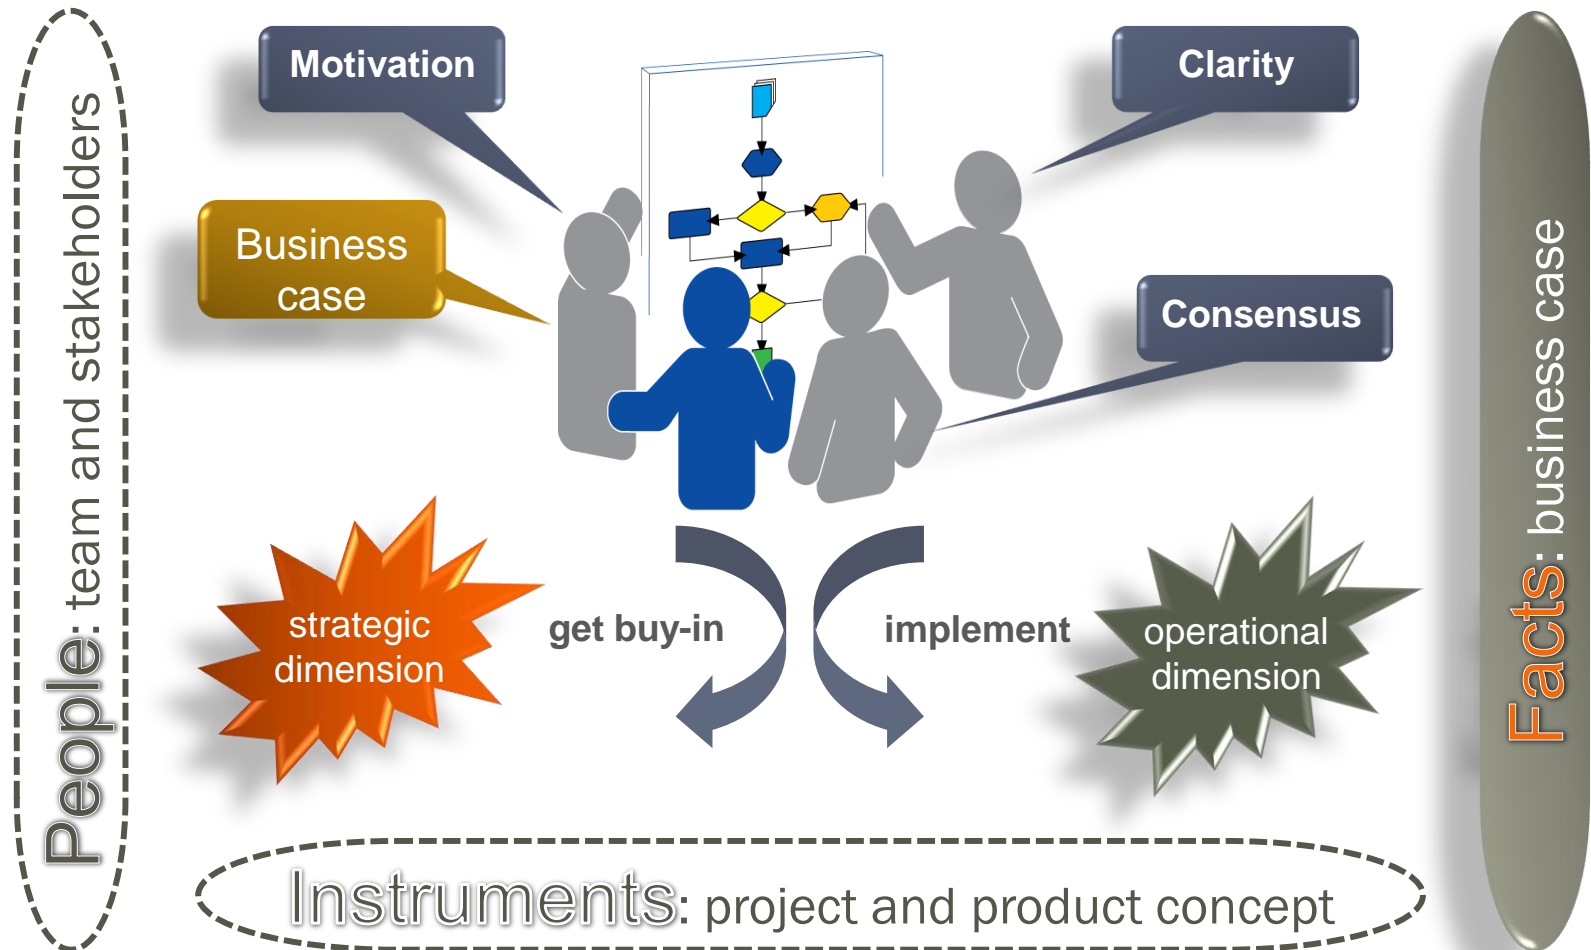 People: team and stakeholders
Motivation
Clarity
Business
case
Consensus
strategic
dimension
get buy-in
implement
operational
dimension
Facts: business case
Instruments: project and product concept